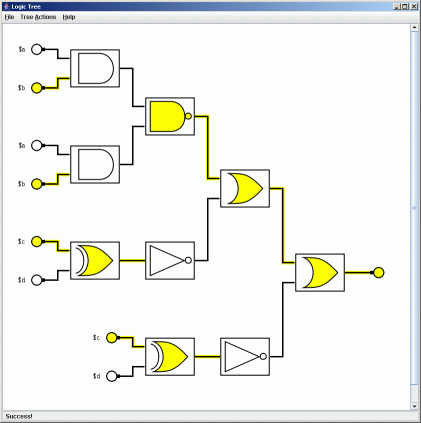 Logic Tree
File Tree Actions Help
$a
$b
$a
$b
$c
$d
$c
$d
Success!